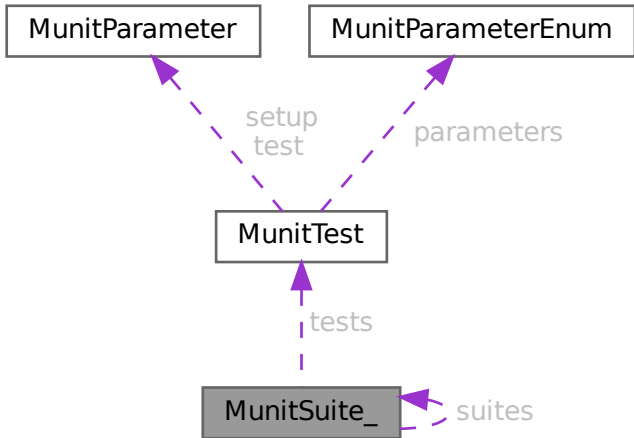 MunitParameter
MunitParameterEnum
setup
test
parameters
MunitTest
tests
MunitSuite_
suites